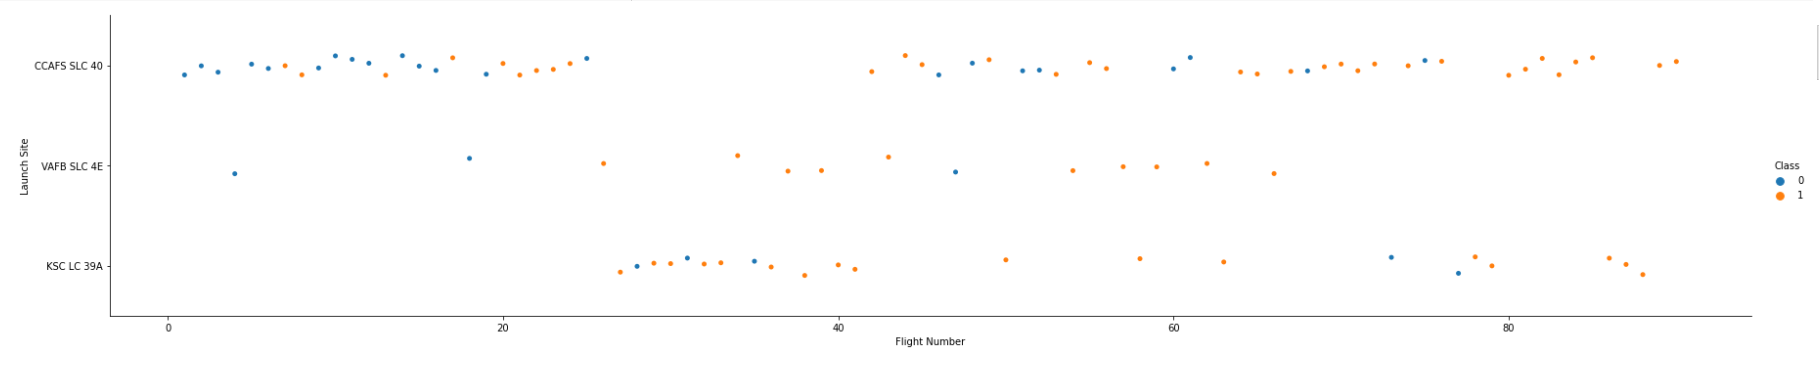 CCAFS SLC 40
VAFB SLC 4E
KSC LC 39A
Launch Site
0 20 40 60 80
Flight Number
Class
0
1